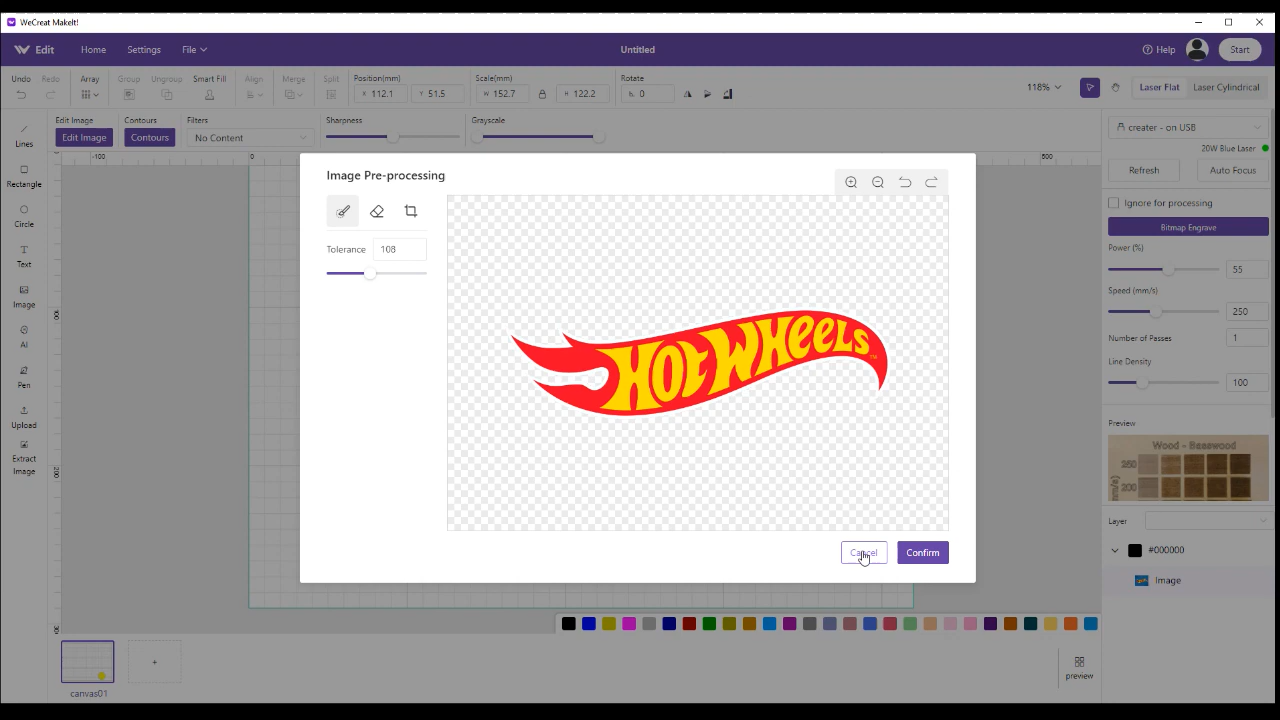 WeCreat MakeIt!
Edit Home Settings File Untitled Help Start
Undo Redo Array Group Ungroup Smart Fill Align Merge Split Position(mm) Scale(mm) Rotate
X 112.1 Y 51.5 W 152.7 H 122.2 0 118% Laser Flat Laser Cylindrical
Edit Image Contours Filters Sharpness Grayscale
Edit Image Contours No Content
Lines
Rectangle
Circle
Text
Image
AI
Pen
Upload
Extract
Image
-100 0 500
200
Image Pre-processing
Tolerance 108
HOT WHEELS ™
Cancel Confirm
creater - on USB
20W Blue Laser
Refresh Auto Focus
Ignore for processing
Bitmap Engrave
Power (%)
55
Speed (mm/s)
250
Number of Passes 1
Line Density
100
Preview
Wood - Basswood
250
200
Layer
#000000
Image
+
canvas01
preview